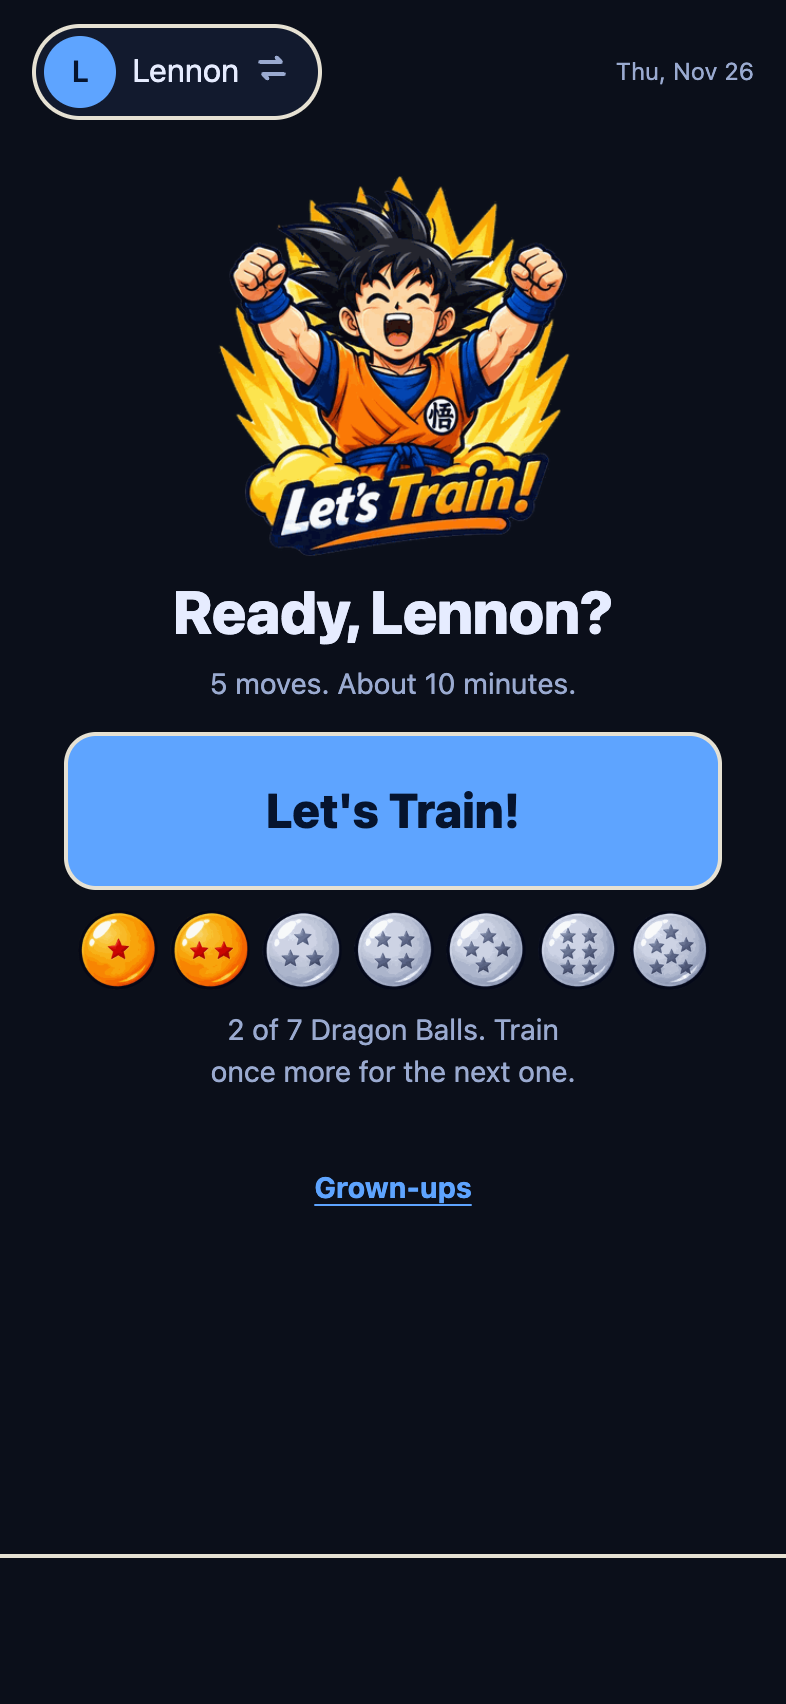 L
Lennon
Thu, Nov 26
悟
Let's Train!
Ready, Lennon?
5 moves. About 10 minutes.
Let's Train!
2 of 7 Dragon Balls. Train
once more for the next one.
Grown-ups